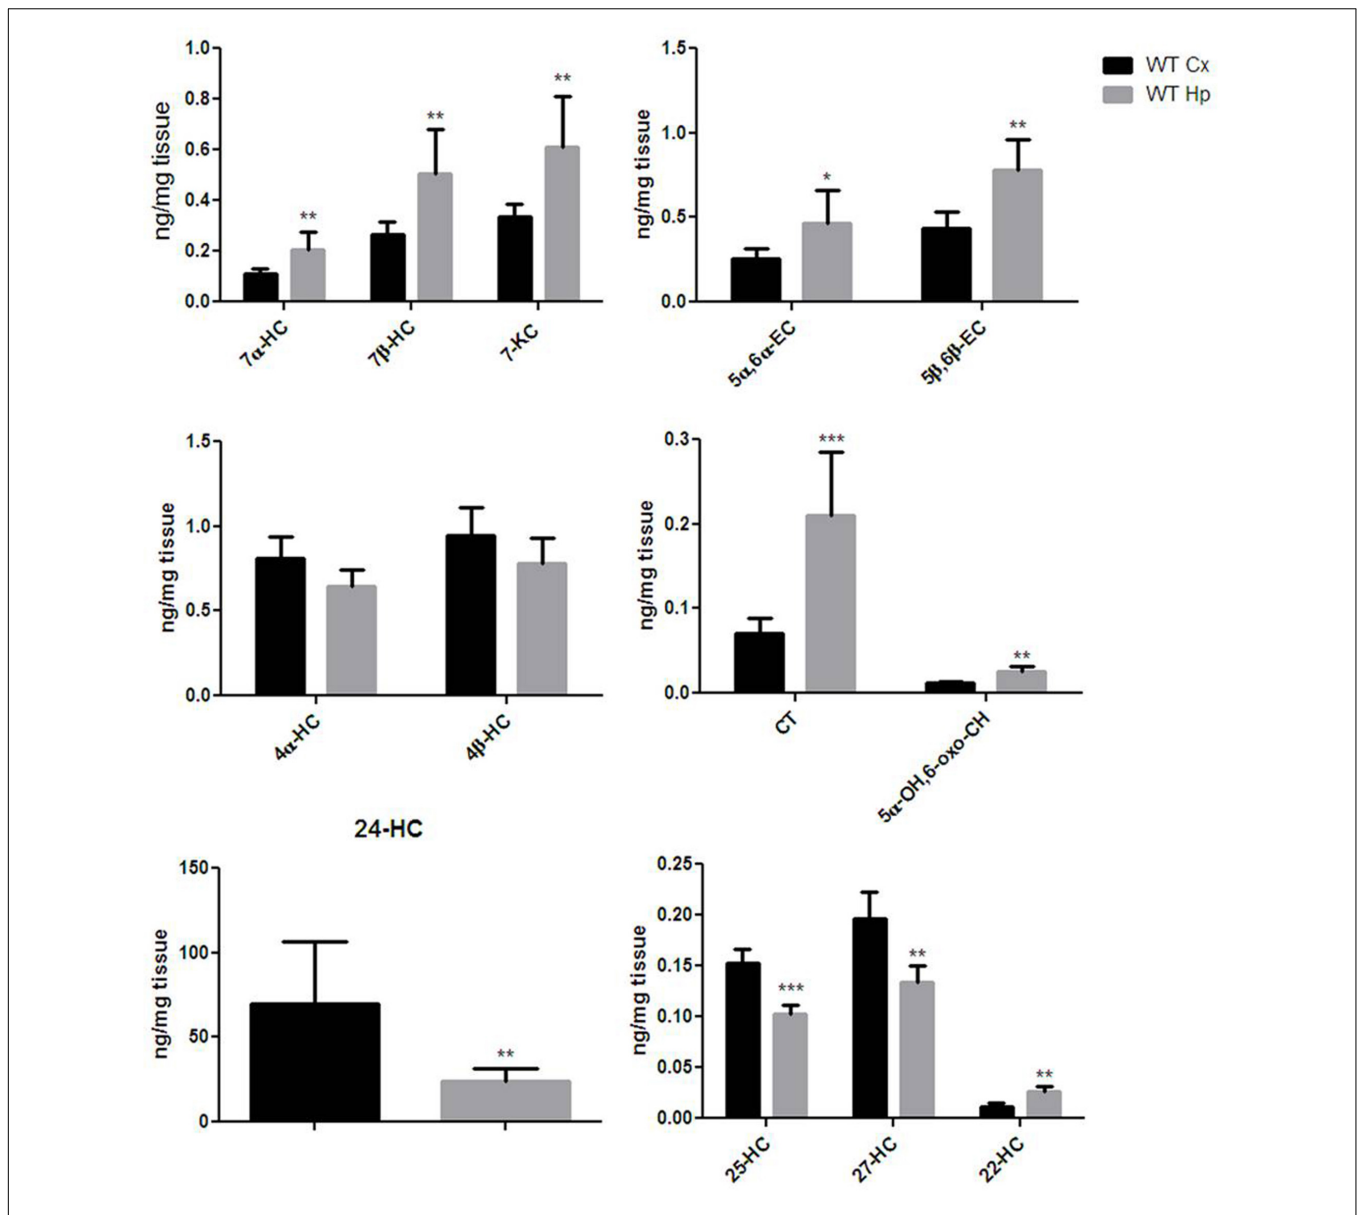 WT Cx
WT Hp
ng/mg tissue
1.0
0.8
0.6
0.4
0.2
0.0
**
**
**
7α-HC
7β-HC
7-KC
ng/mg tissue
1.5
1.0
0.5
0.0
*
**
5α,6α-EC
5β,6β-EC
ng/mg tissue
1.5
1.0
0.5
0.0
4α-HC
4β-HC
ng/mg tissue
0.3
0.2
0.1
0.0
***
**
CT
5α-OH,6-oxo-CH
24-HC
ng/mg tissue
150
100
50
0
**
ng/mg tissue
0.25
0.20
0.15
0.10
0.05
0.00
***
**
**
25-HC
27-HC
22-HC